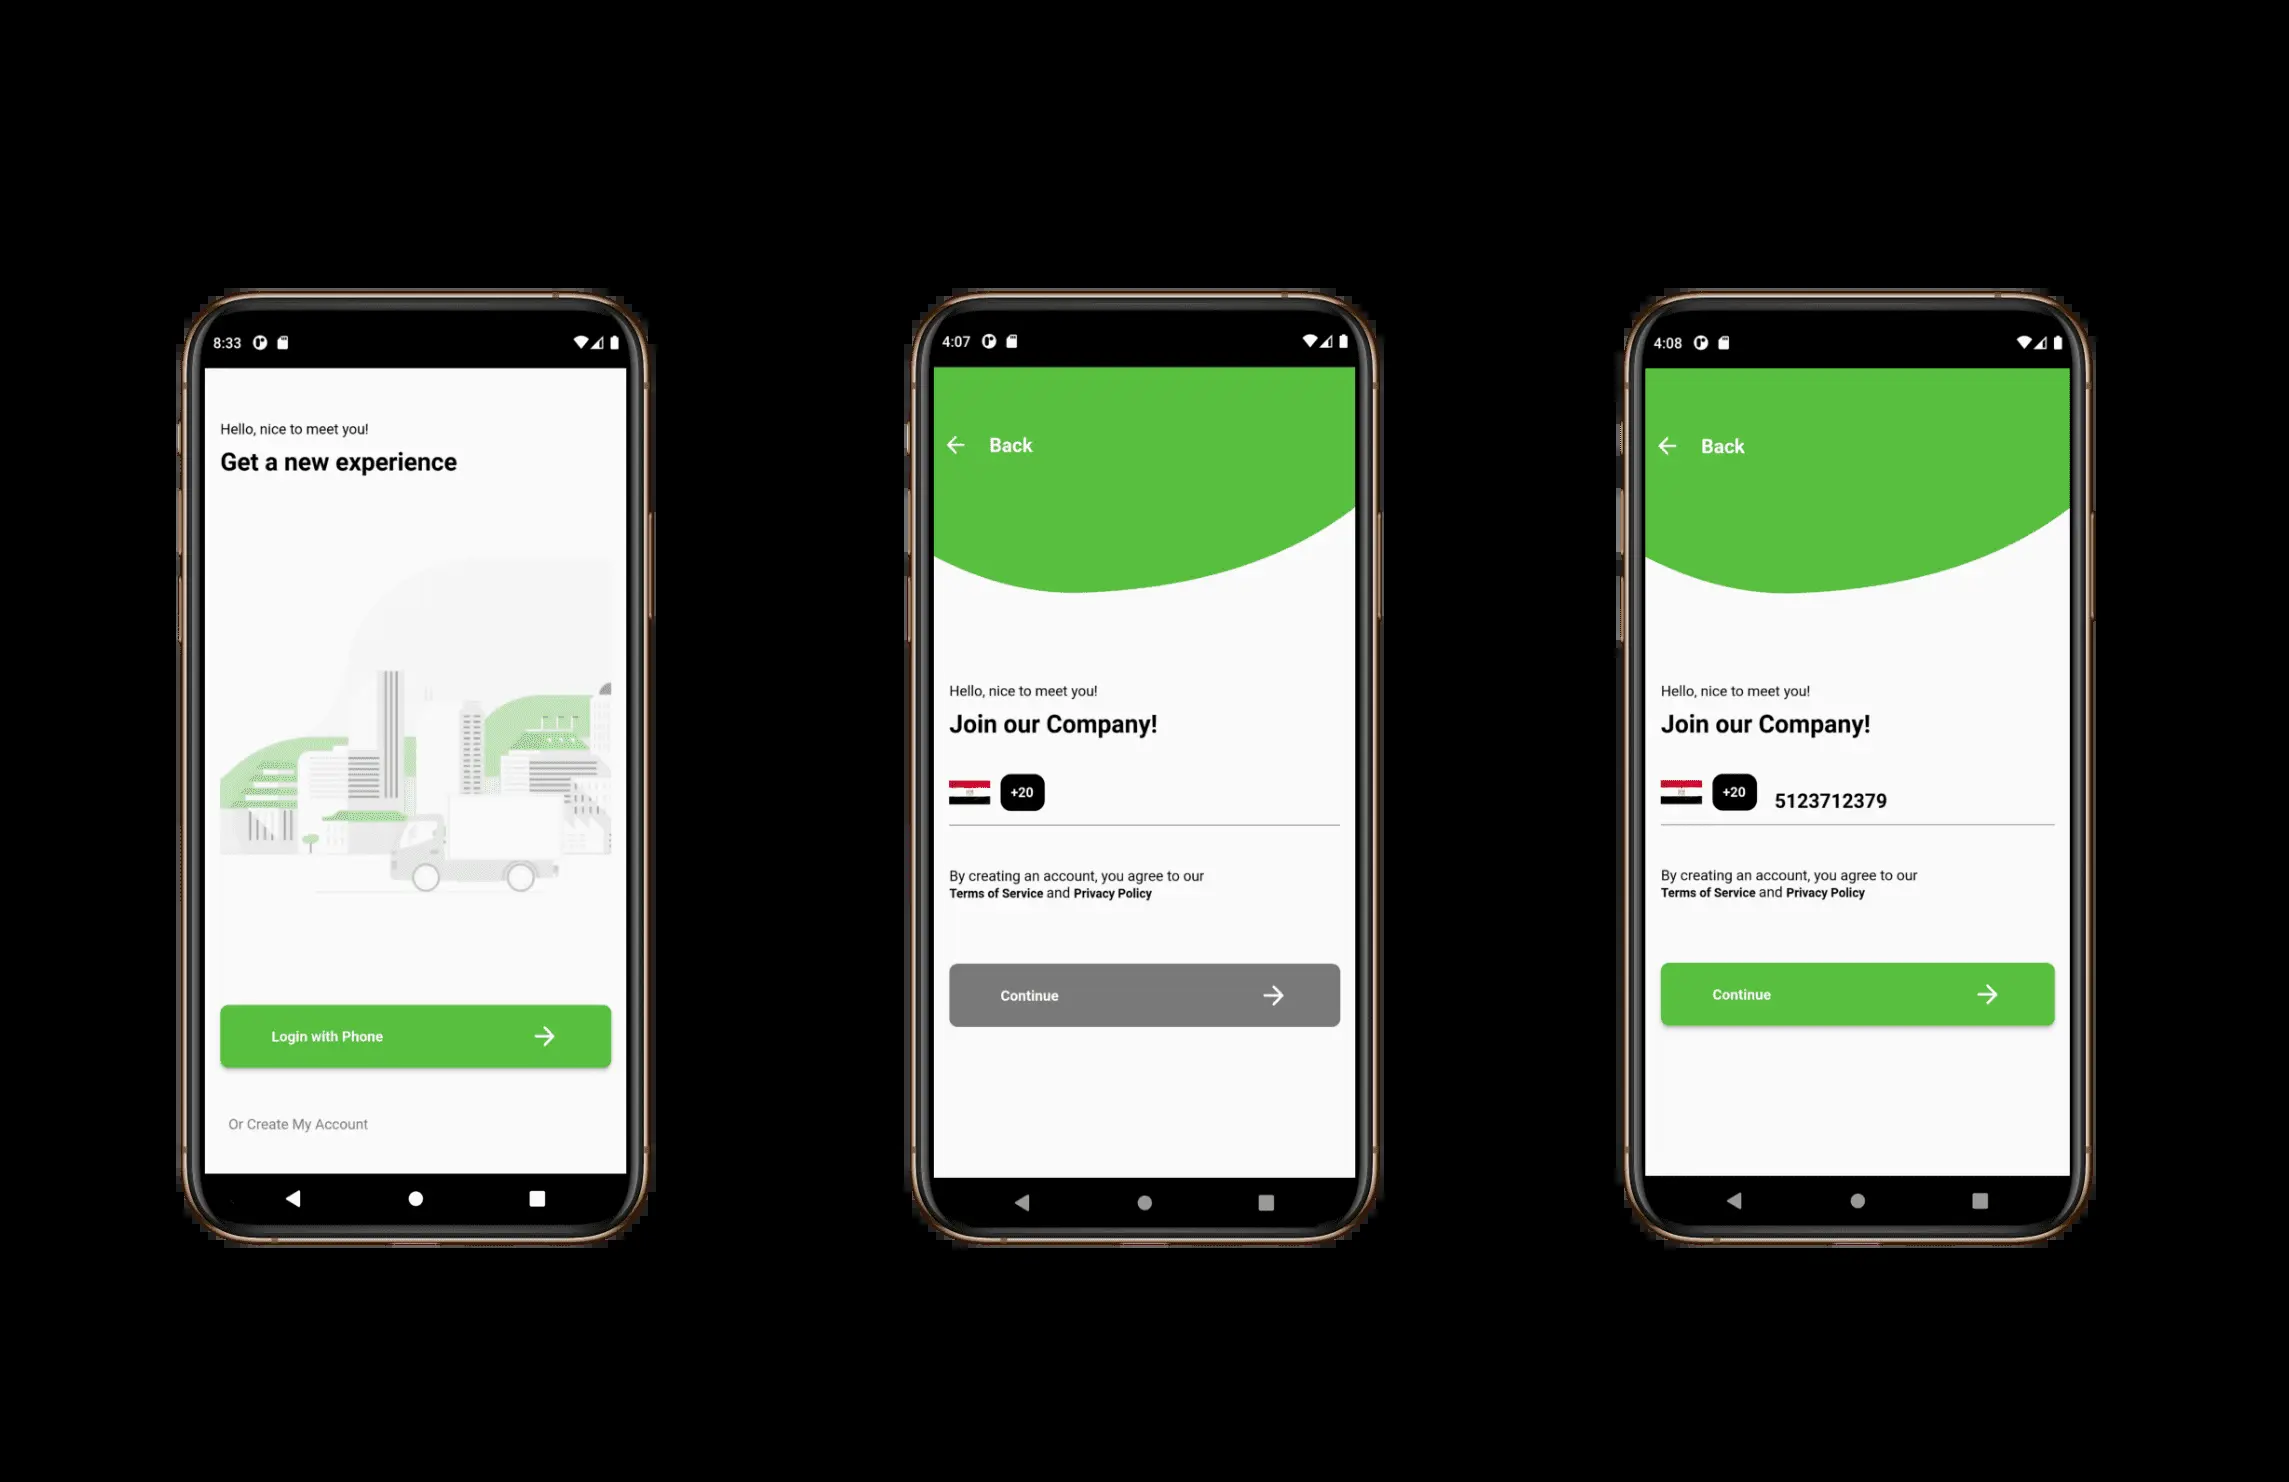 8:33
Hello, nice to meet you!
Get a new experience
Login with Phone
Or Create My Account
4:07
Back
Hello, nice to meet you!
Join our Company!
+20
By creating an account, you agree to our
Terms of Service and Privacy Policy
Continue
4:08
Back
Hello, nice to meet you!
Join our Company!
+20 5123712379
By creating an account, you agree to our
Terms of Service and Privacy Policy
Continue